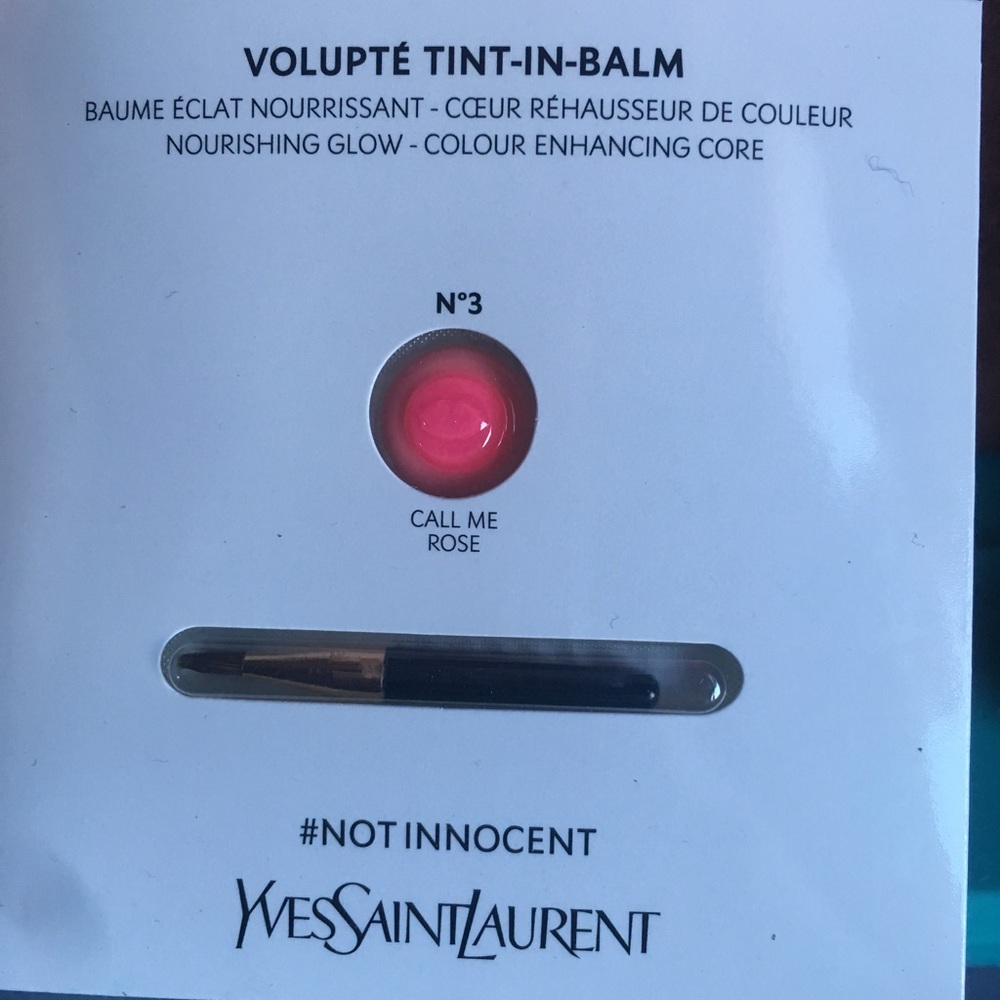 VOLUPTÉ TINT-IN-BALM
BAUME ÉCLAT NOURRISSANT - CŒUR RÉHAUSSEUR DE COULEUR
NOURISHING GLOW - COLOUR ENHANCING CORE
N°3
CALL ME
ROSE
#NOTINNOCENT
YVESSAINTLAURENT